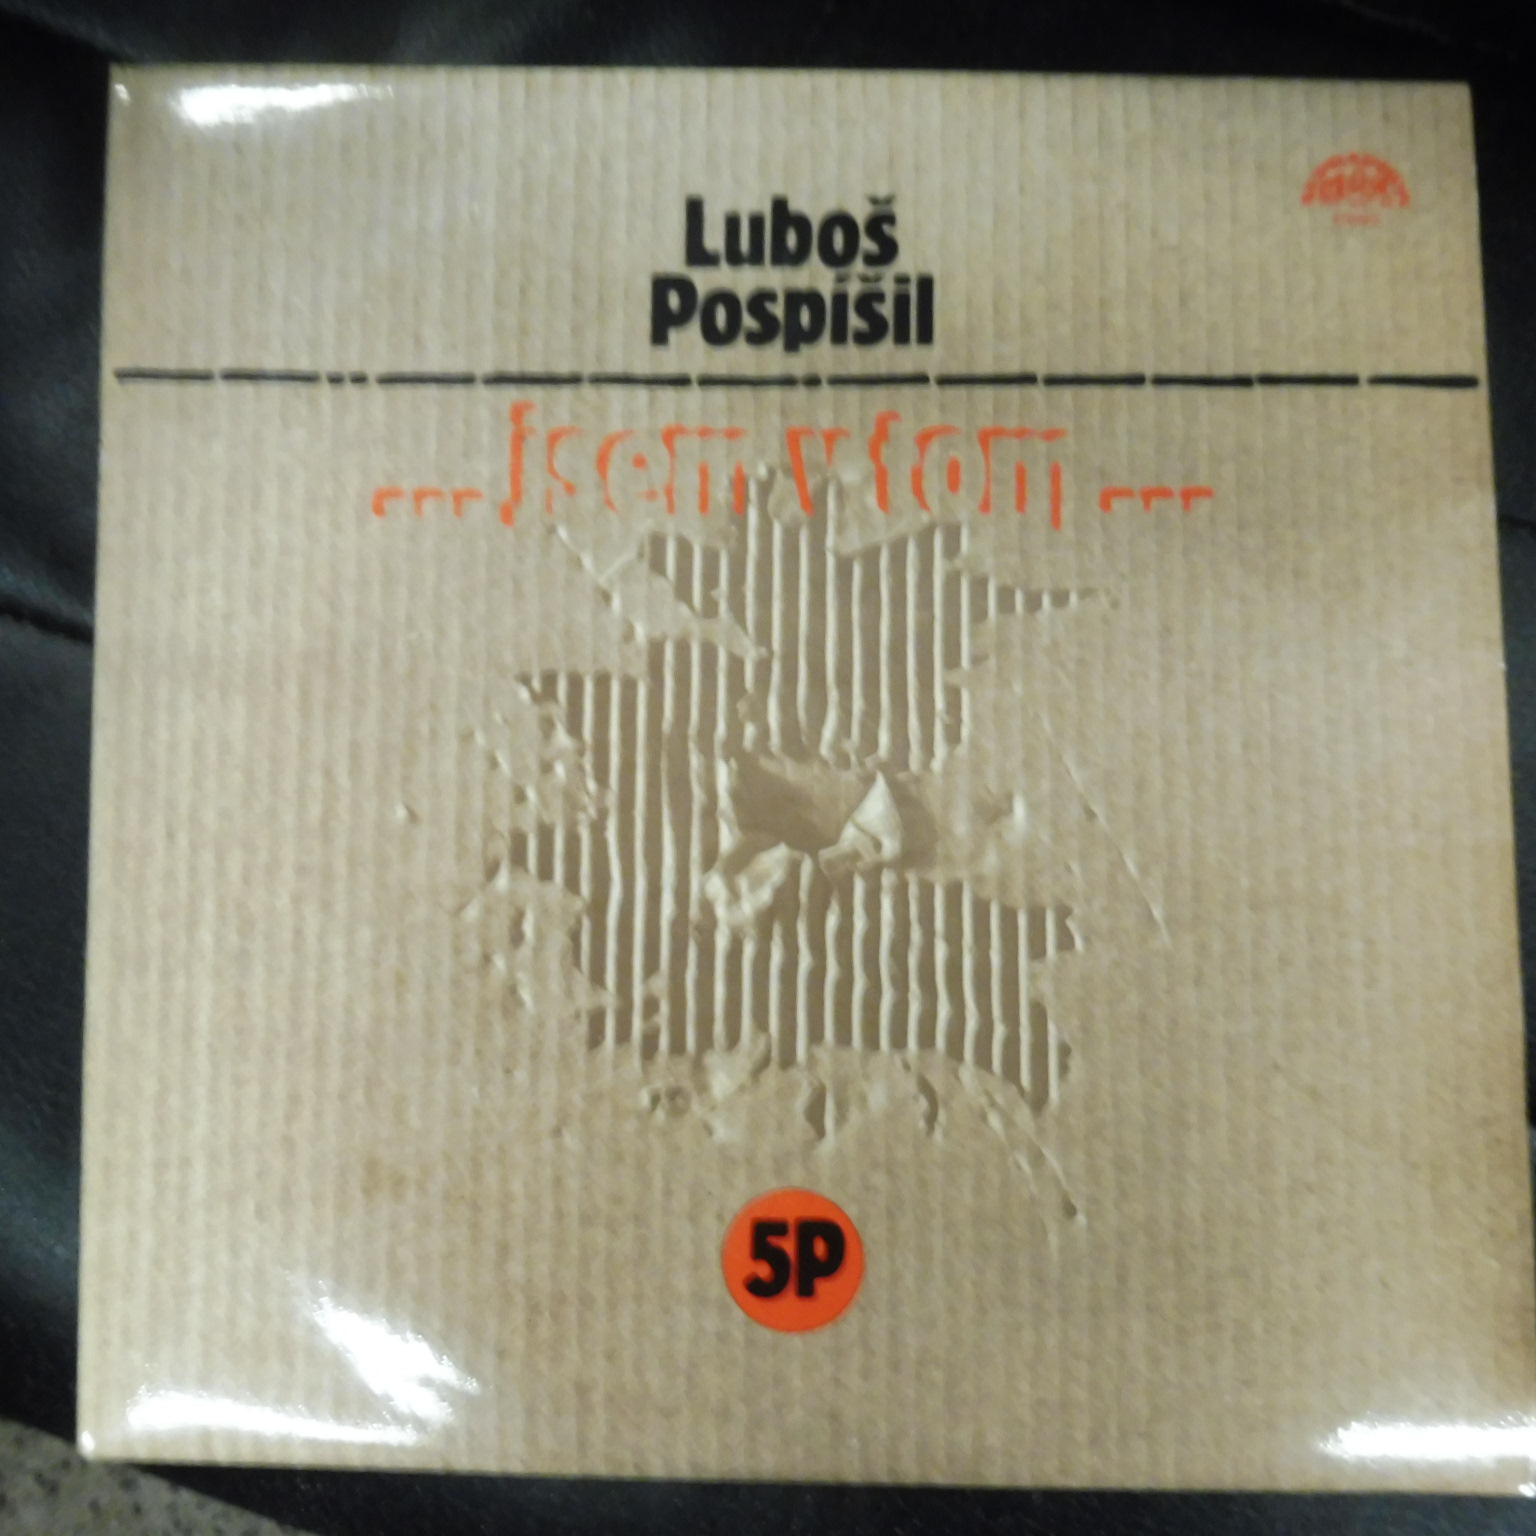 Luboš
Pospíšil
...jsem v tom...
5P